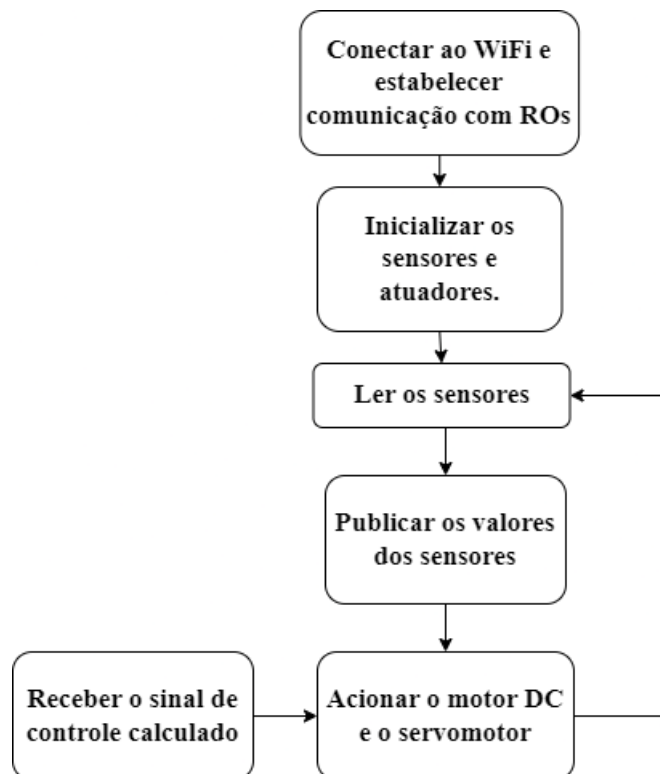 Conectar ao WiFi e
estabelecer
comunicação com ROs
Inicializar os
sensores e
atuadores.
Ler os sensores
Publicar os valores
dos sensores
Receber o sinal de
controle calculado
Acionar o motor DC
e o servomotor